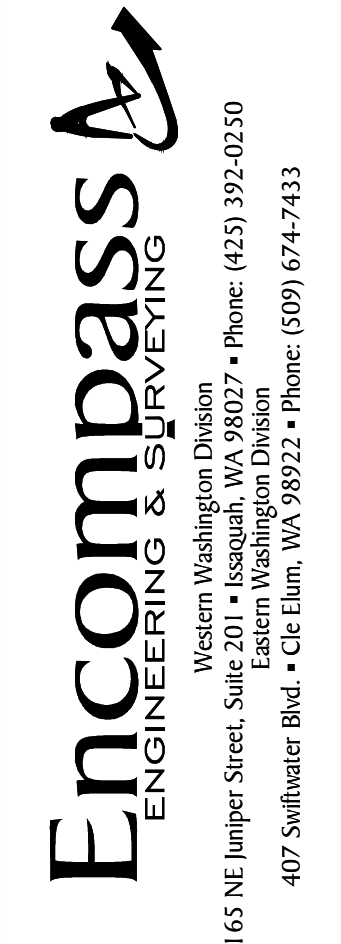 Encompass
ENGINEERING & SURVEYING
Western Washington Division
165 NE Juniper Street, Suite 201 ▪ Issaquah, WA 98027 ▪ Phone: (425) 392-0250
Eastern Washington Division
407 Swiftwater Blvd. ▪ Cle Elum, WA 98922 ▪ Phone: (509) 674-7433